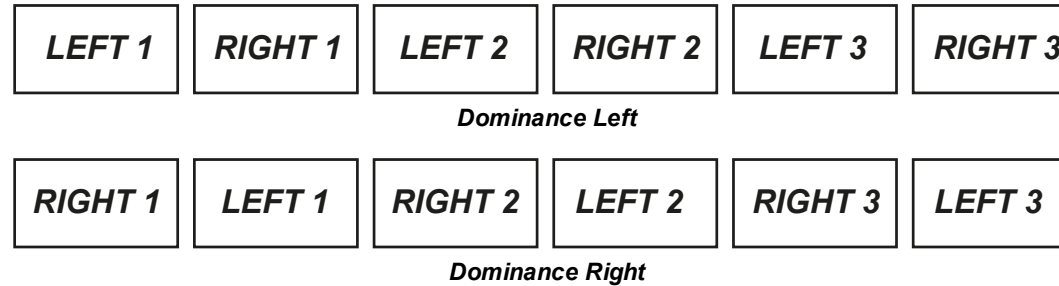 LEFT 1 RIGHT 1 LEFT 2 RIGHT 2 LEFT 3 RIGHT 3
Dominance Left
RIGHT 1 LEFT 1 RIGHT 2 LEFT 2 RIGHT 3 LEFT 3
Dominance Right